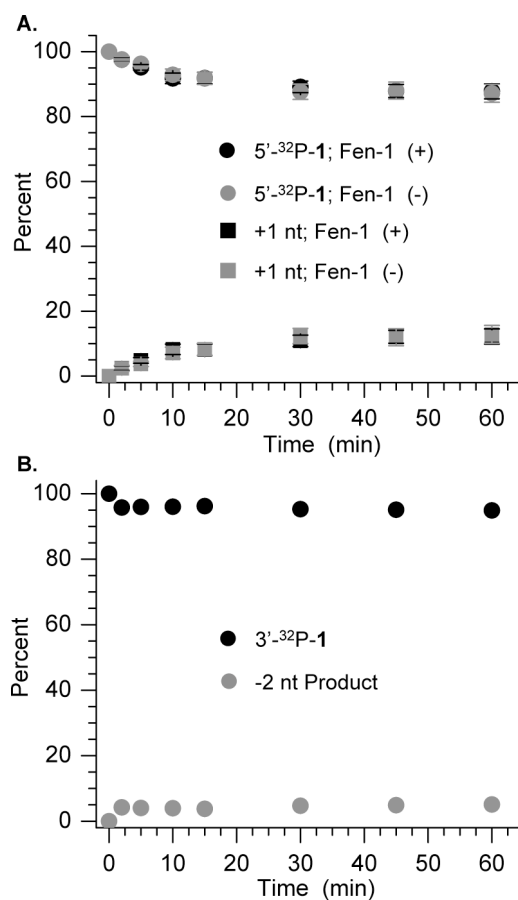 A.
100
80
60
40
20
0
Percent
5'-³²P-1; Fen-1 (+)
5'-³²P-1; Fen-1 (-)
+1 nt; Fen-1 (+)
+1 nt; Fen-1 (-)
0 10 20 30 40 50 60
Time (min)
B.
100
80
60
40
20
0
Percent
3'-³²P-1
-2 nt Product
0 10 20 30 40 50 60
Time (min)